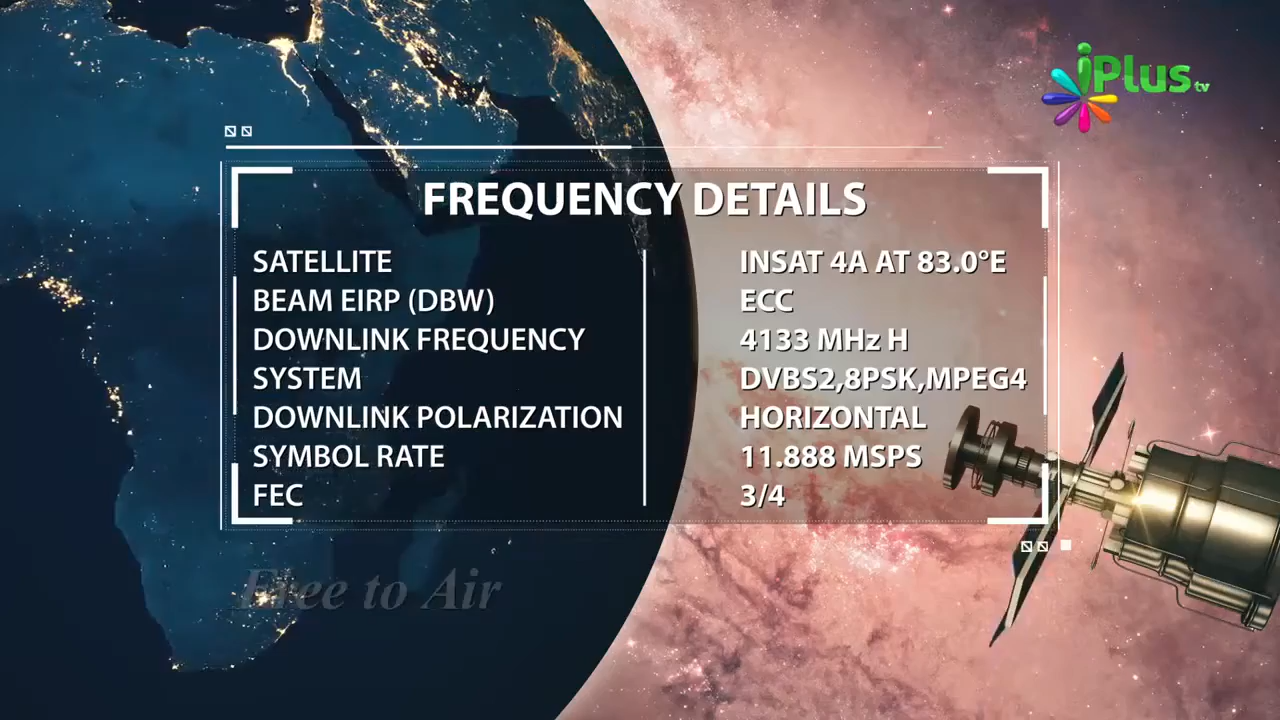 iPlus tv
FREQUENCY DETAILS
SATELLITE INSAT 4A AT 83.0°E
BEAM EIRP (DBW) ECC
DOWNLINK FREQUENCY 4133 MHz H
SYSTEM DVBS2,8PSK,MPEG4
DOWNLINK POLARIZATION HORIZONTAL
SYMBOL RATE 11.888 MSPS
FEC 3/4
Free to Air